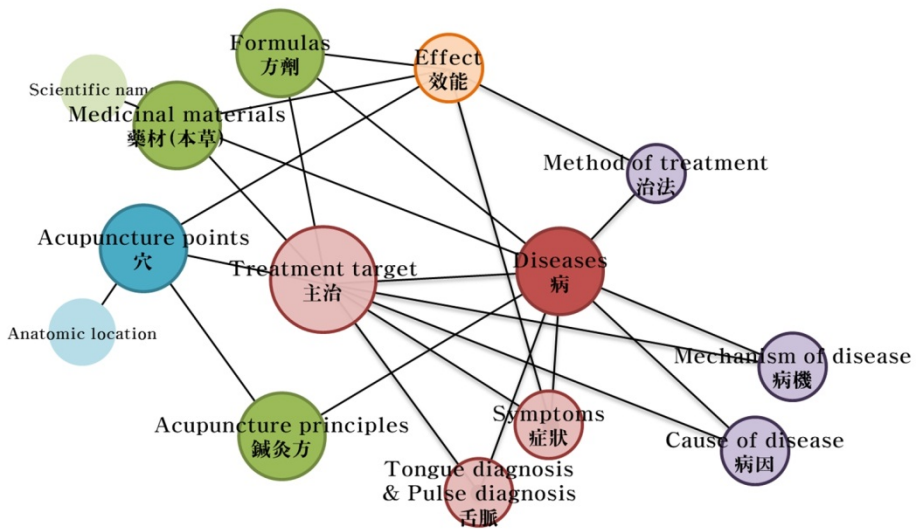 Formulas
方劑
Effect
效能
Scientific name
Medicinal materials
藥材(本草)
Method of treatment
治法
Acupuncture points
穴
Treatment target
主治
Diseases
病
Anatomic location
Mechanism of disease
病機
Acupuncture principles
鍼灸方
Symptoms
症狀
Cause of disease
病因
Tongue diagnosis
& Pulse diagnosis
舌脈